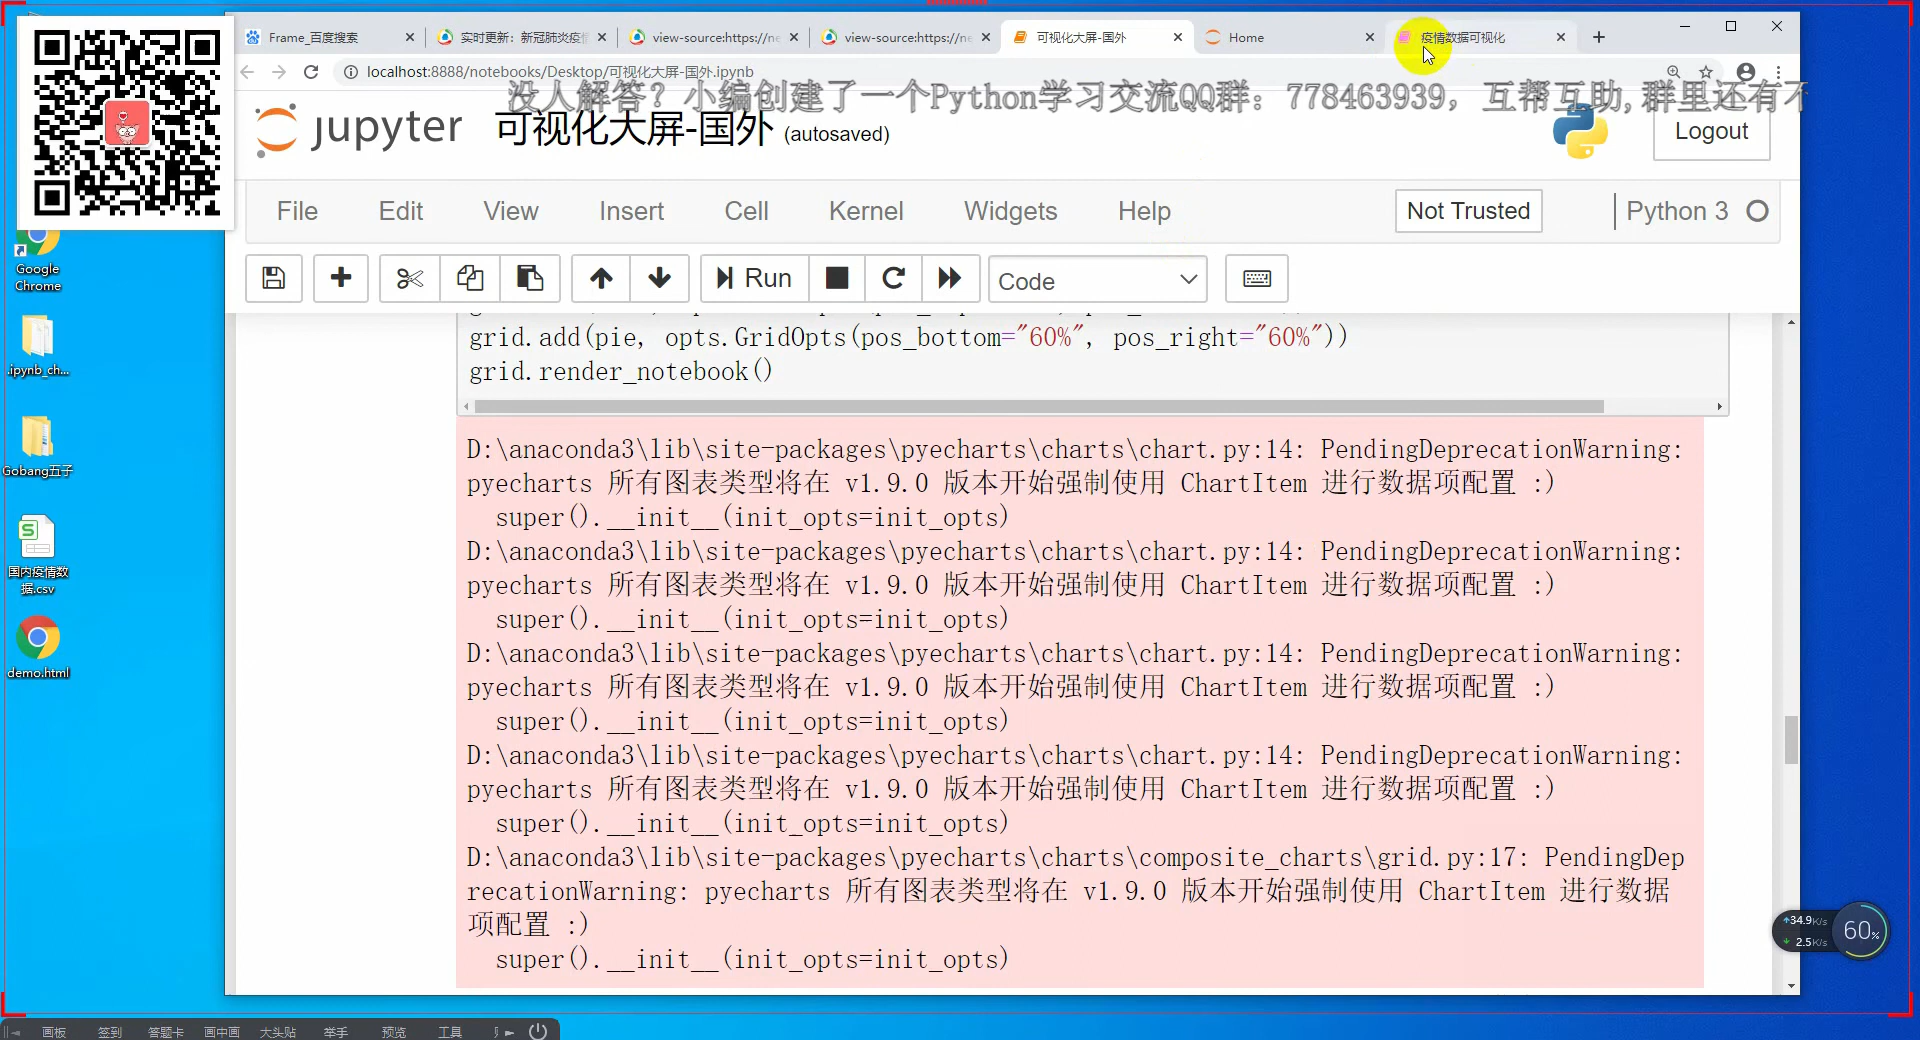 Frame_百度搜索
实时更新：新冠肺炎疫情
view-source:https://ne
view-source:https://ne
可视化大屏-国外
Home
疫情数据可视化
localhost:8888/notebooks/Desktop/可视化大屏-国外.ipynb
没人解答？小编创建了一个Python学习交流QQ群：778463939，互帮互助,群里还有不
jupyter
可视化大屏-国外 (autosaved)
Logout
File
Edit
View
Insert
Cell
Kernel
Widgets
Help
Not Trusted
Python 3
Run
Code
grid.add(pie, opts.GridOpts(pos_bottom="60%", pos_right="60%"))
grid.render_notebook()
D:\anaconda3\lib\site-packages\pyecharts\charts\chart.py:14: PendingDeprecationWarning:
pyecharts 所有图表类型将在 v1.9.0 版本开始强制使用 ChartItem 进行数据项配置 :)
super().__init__(init_opts=init_opts)
D:\anaconda3\lib\site-packages\pyecharts\charts\chart.py:14: PendingDeprecationWarning:
pyecharts 所有图表类型将在 v1.9.0 版本开始强制使用 ChartItem 进行数据项配置 :)
super().__init__(init_opts=init_opts)
D:\anaconda3\lib\site-packages\pyecharts\charts\chart.py:14: PendingDeprecationWarning:
pyecharts 所有图表类型将在 v1.9.0 版本开始强制使用 ChartItem 进行数据项配置 :)
super().__init__(init_opts=init_opts)
D:\anaconda3\lib\site-packages\pyecharts\charts\chart.py:14: PendingDeprecationWarning:
pyecharts 所有图表类型将在 v1.9.0 版本开始强制使用 ChartItem 进行数据项配置 :)
super().__init__(init_opts=init_opts)
D:\anaconda3\lib\site-packages\pyecharts\charts\composite_charts\grid.py:17: PendingDep
recationWarning: pyecharts 所有图表类型将在 v1.9.0 版本开始强制使用 ChartItem 进行数据
项配置 :)
super().__init__(init_opts=init_opts)
Google
Chrome
.ipynb_ch...
Gobang五子
国内疫情数
据.csv
demo.html
34.9K/s
2.5K/s
60%
画板
签到
答题卡
画中画
大头贴
举手
预览
工具